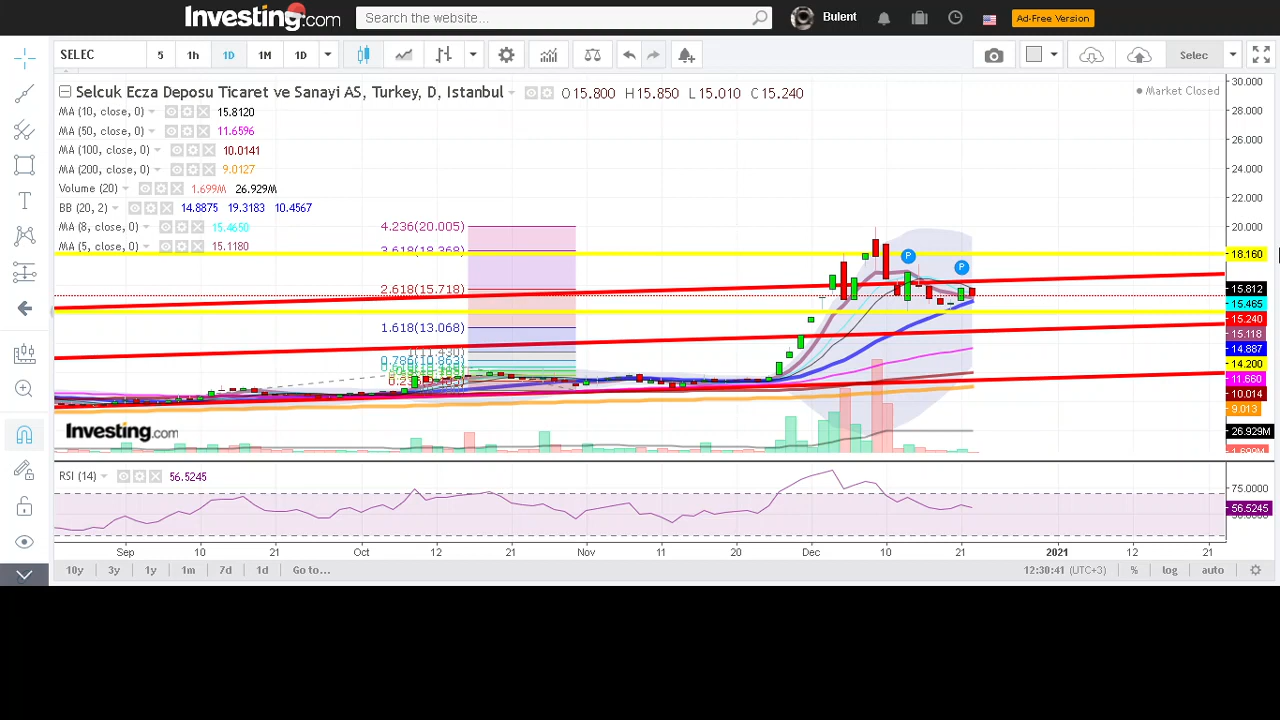 Investing.com
Search the website...
Bulent
Ad-Free Version
SELEC
5
1h
1D
1M
1D
Selec
Selcuk Ecza Deposu Ticaret ve Sanayi AS, Turkey, D, Istanbul
O15.800 H15.850 L15.010 C15.240
Market Closed
MA (10, close, 0) 15.8120
MA (50, close, 0) 11.6596
MA (100, close, 0) 10.0141
MA (200, close, 0) 9.0127
Volume (20) 1.699M 26.929M
BB (20, 2) 14.8875 19.3183 10.4567
MA (8, close, 0) 15.4650
MA (5, close, 0) 15.1180
4.236(20.005)
3.618(18.368)
2.618(15.718)
1.618(13.068)
30.000
28.000
26.000
24.000
22.000
20.000
18.160
15.812
15.465
15.240
15.118
14.887
14.200
11.660
10.014
9.013
26.929M
Investing.com
RSI (14) 56.5245
75.0000
56.5245
Sep 10 21 Oct 12 21 Nov 11 20 Dec 10 21 2021 12 21
10y 3y 1y 1m 7d 1d Go to...
12:30:41 (UTC+3) % log auto
P
P